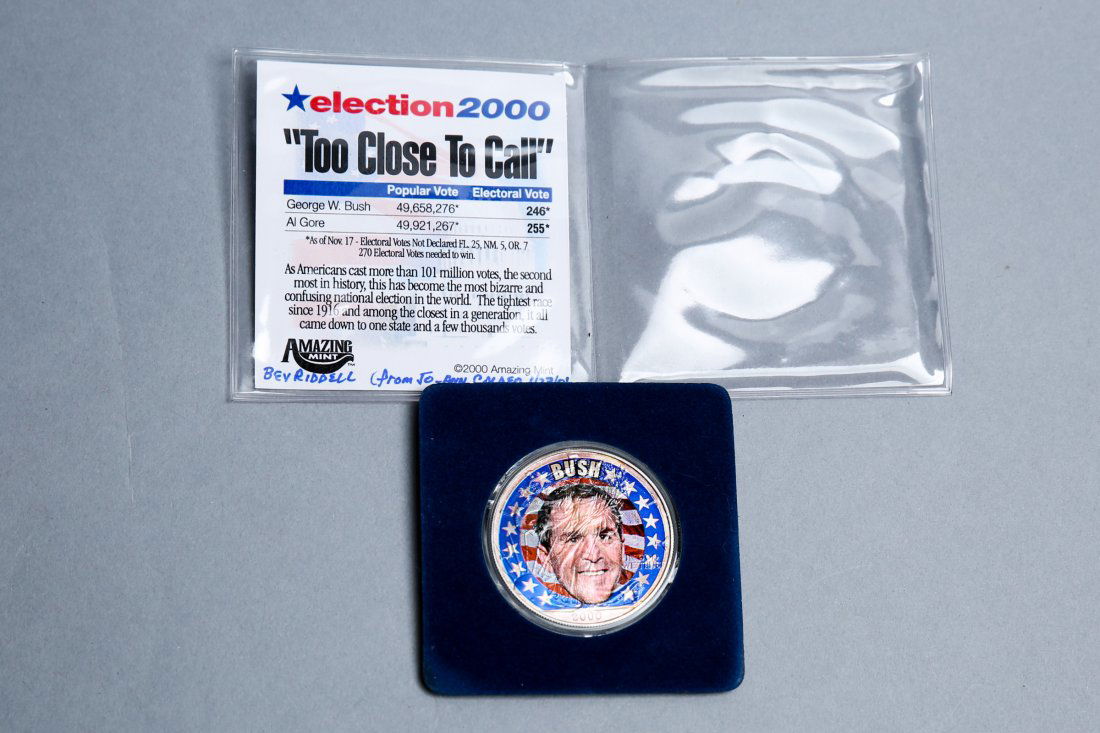 ★election2000
"Too Close To Call"
Popular Vote Electoral Vote
George W. Bush 49,658,276* 246*
Al Gore 49,921,267* 255*
*As of Nov. 17 - Electoral Votes Not Declared FL. 25, NM. 5, OR. 7
270 Electoral Votes needed to win.
As Americans cast more than 101 million votes, the second
most in history, this has become the most bizarre and
confusing national election in the world. The tightest race
since 1916 and among the closest in a generation, it all
came down to one state and a few thousands votes.
AMAZING
MINT
©2000 Amazing Mint
BEV RIDDELL (from JO-ANN
BUSH